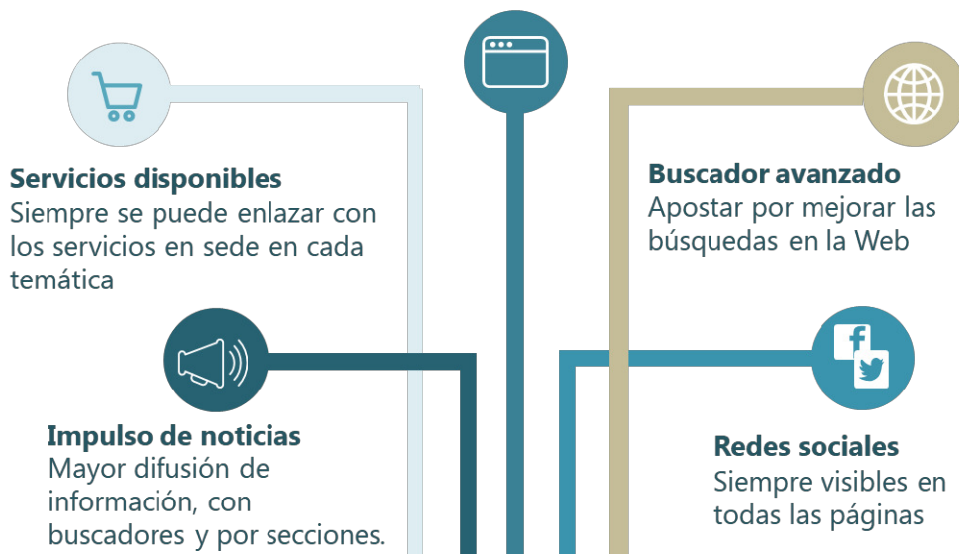 Servicios disponibles
Siempre se puede enlazar con
los servicios en sede en cada
temática
Buscador avanzado
Apostar por mejorar las
búsquedas en la Web
Impulso de noticias
Mayor difusión de
información, con
buscadores y por secciones.
Redes sociales
Siempre visibles en
todas las páginas